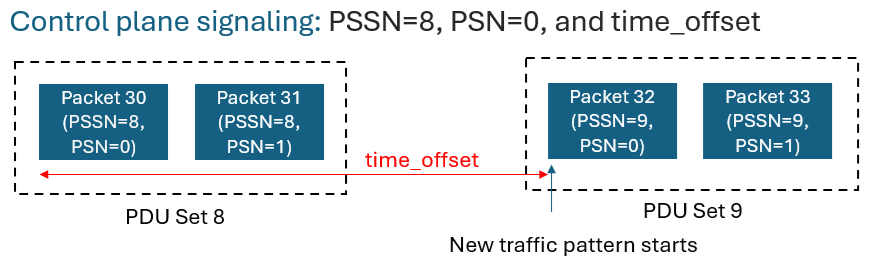 Control plane signaling: PSSN=8, PSN=0, and time_offset
Packet 30
(PSSN=8,
PSN=0)
Packet 31
(PSSN=8,
PSN=1)
time_offset
Packet 32
(PSSN=9,
PSN=0)
Packet 33
(PSSN=9,
PSN=1)
PDU Set 8
PDU Set 9
New traffic pattern starts